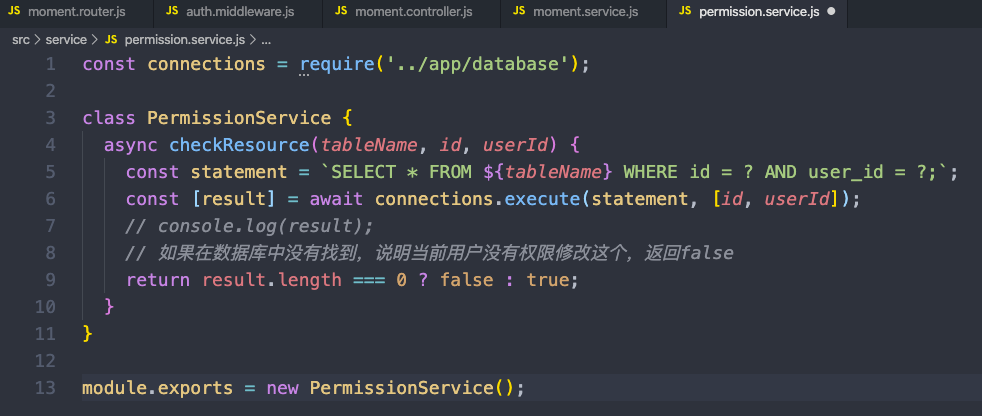 JS moment.router.js JS auth.middleware.js JS moment.controller.js JS moment.service.js JS permission.service.js ●
src > service > JS permission.service.js > ...
1 const connections = require('../app/database');
2
3 class PermissionService {
4 async checkResource(tableName, id, userId) {
5 const statement = `SELECT * FROM ${tableName} WHERE id = ? AND user_id = ?;`;
6 const [result] = await connections.execute(statement, [id, userId]);
7 // console.log(result);
8 // 如果在数据库中没有找到，说明当前用户没有权限修改这个，返回false
9 return result.length === 0 ? false : true;
10 }
11 }
12
13 module.exports = new PermissionService();